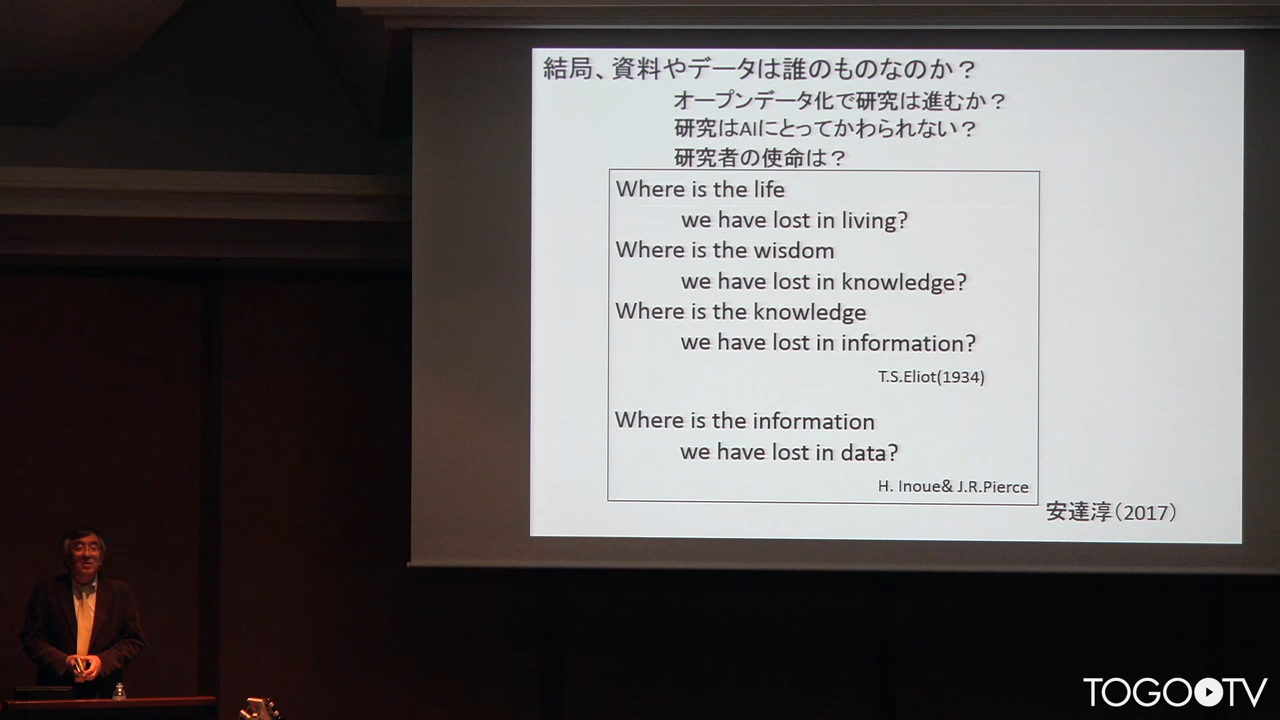 結局、資料やデータは誰のものなのか？
オープンデータ化で研究は進むか？
研究はAIにとってかわられない？
研究者の使命は？
Where is the life
we have lost in living?
Where is the wisdom
we have lost in knowledge?
Where is the knowledge
we have lost in information?
T.S.Eliot(1934)
Where is the information
we have lost in data?
H. Inoue& J.R.Pierce
安達淳（2017）
TOGO TV